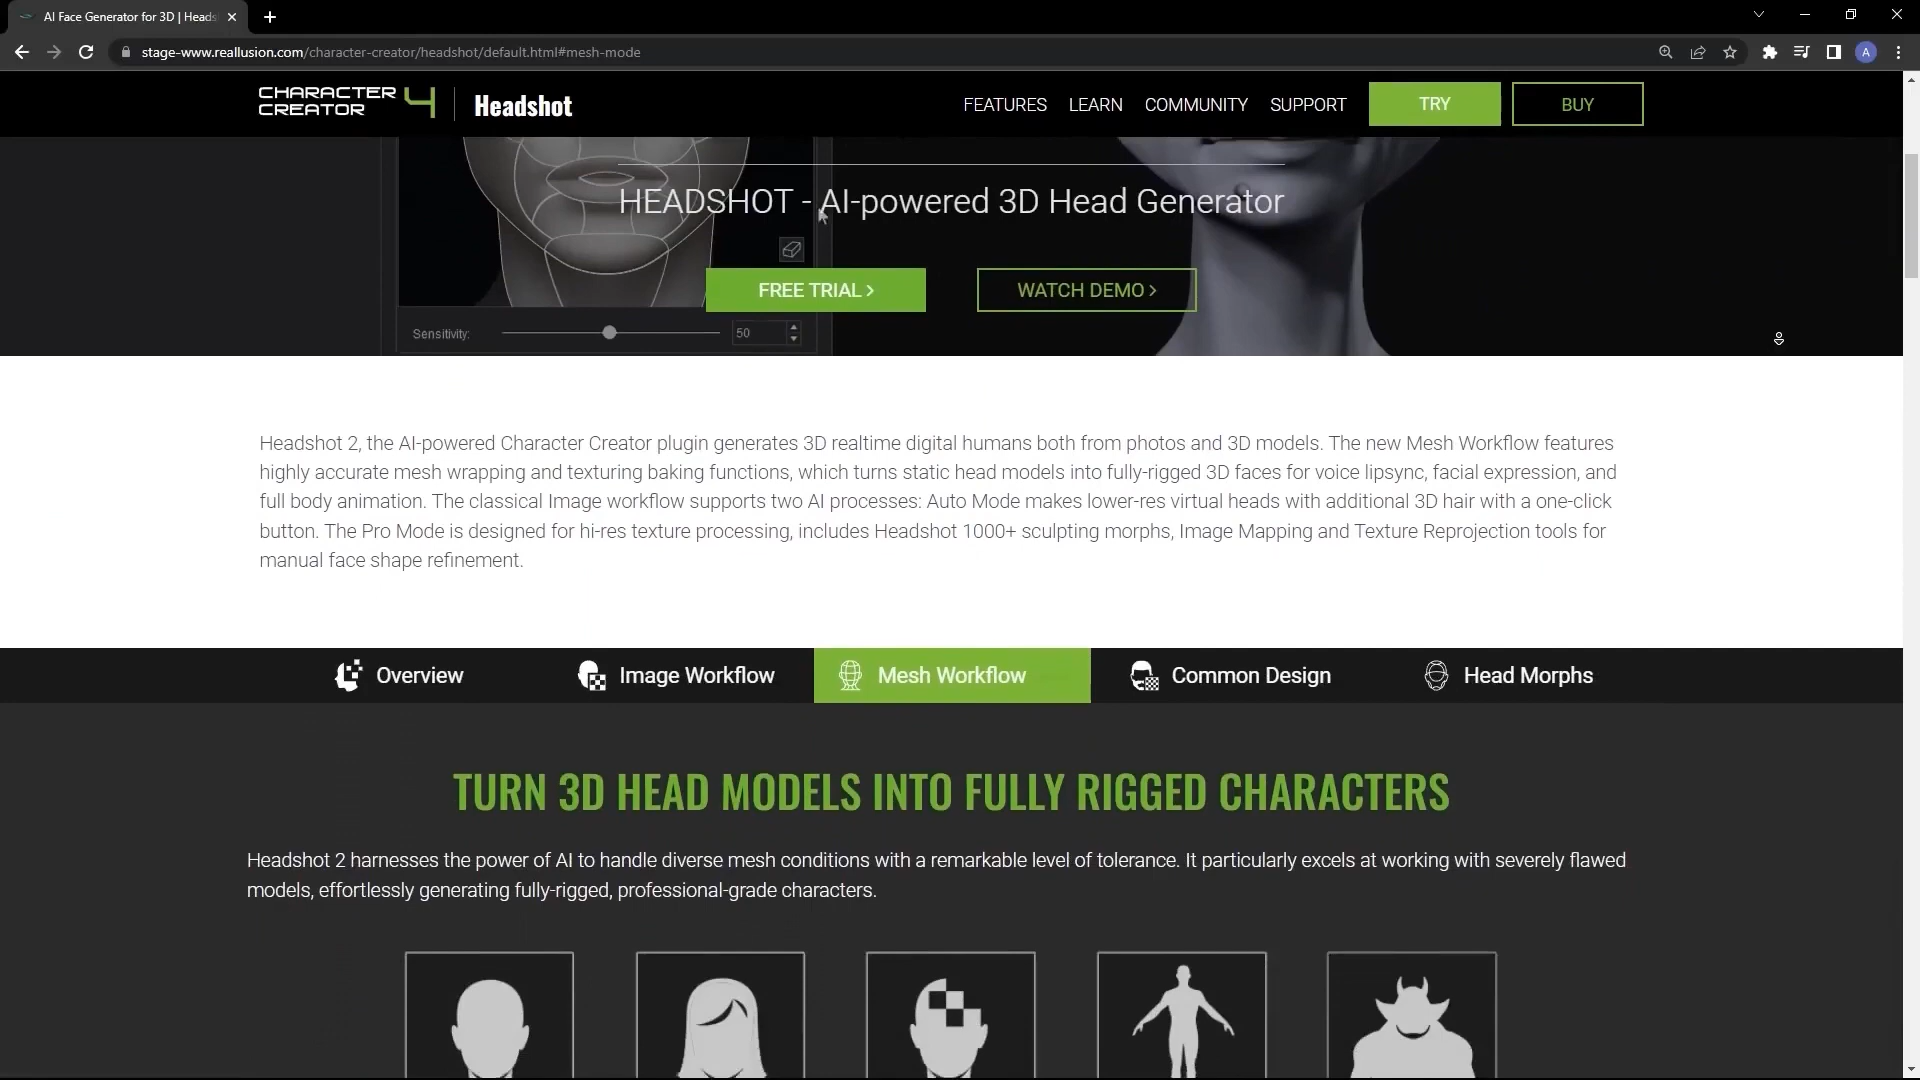 AI Face Generator for 3D | Heads
stage-www.reallusion.com/character-creator/headshot/default.html#mesh-mode
A
CHARACTER CREATOR 4 Headshot FEATURES LEARN COMMUNITY SUPPORT TRY BUY
HEADSHOT - AI-powered 3D Head Generator
FREE TRIAL > WATCH DEMO >
Sensitivity: 50
Headshot 2, the AI-powered Character Creator plugin generates 3D realtime digital humans both from photos and 3D models. The new Mesh Workflow features
highly accurate mesh wrapping and texturing baking functions, which turns static head models into fully-rigged 3D faces for voice lipsync, facial expression, and
full body animation. The classical Image workflow supports two AI processes: Auto Mode makes lower-res virtual heads with additional 3D hair with a one-click
button. The Pro Mode is designed for hi-res texture processing, includes Headshot 1000+ sculpting morphs, Image Mapping and Texture Reprojection tools for
manual face shape refinement.
Overview Image Workflow Mesh Workflow Common Design Head Morphs
TURN 3D HEAD MODELS INTO FULLY RIGGED CHARACTERS
Headshot 2 harnesses the power of AI to handle diverse mesh conditions with a remarkable level of tolerance. It particularly excels at working with severely flawed
models, effortlessly generating fully-rigged, professional-grade characters.